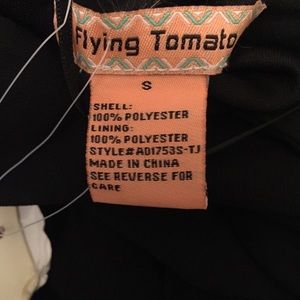 Flying Tomato
S
SHELL:
100% POLYESTER
LINING:
100% POLYESTER
STYLE#A01753S-TJ
MADE IN CHINA
SEE REVERSE FOR
CARE